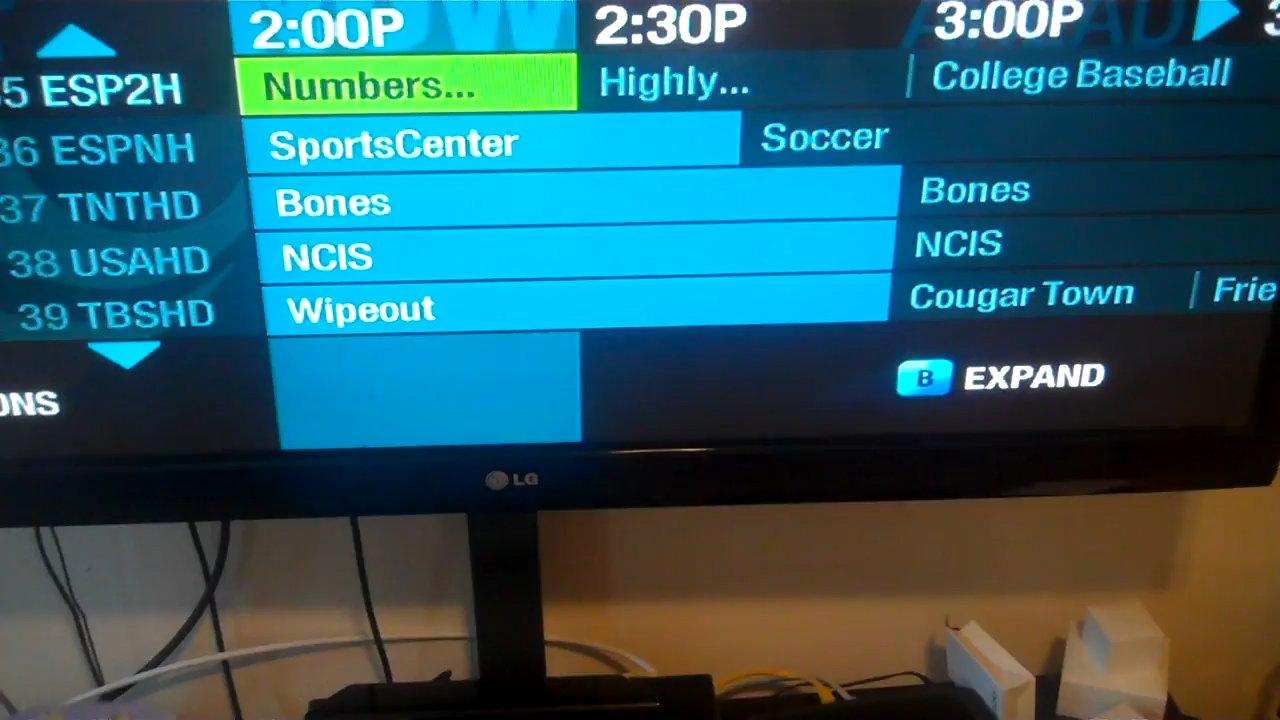 2:00P 2:30P 3:00P
5 ESP2H Numbers... Highly... College Baseball
36 ESPNH SportsCenter Soccer
37 TNTHD Bones Bones
38 USAHD NCIS NCIS
39 TBSHD Wipeout Cougar Town Frie
ONS B EXPAND
LG